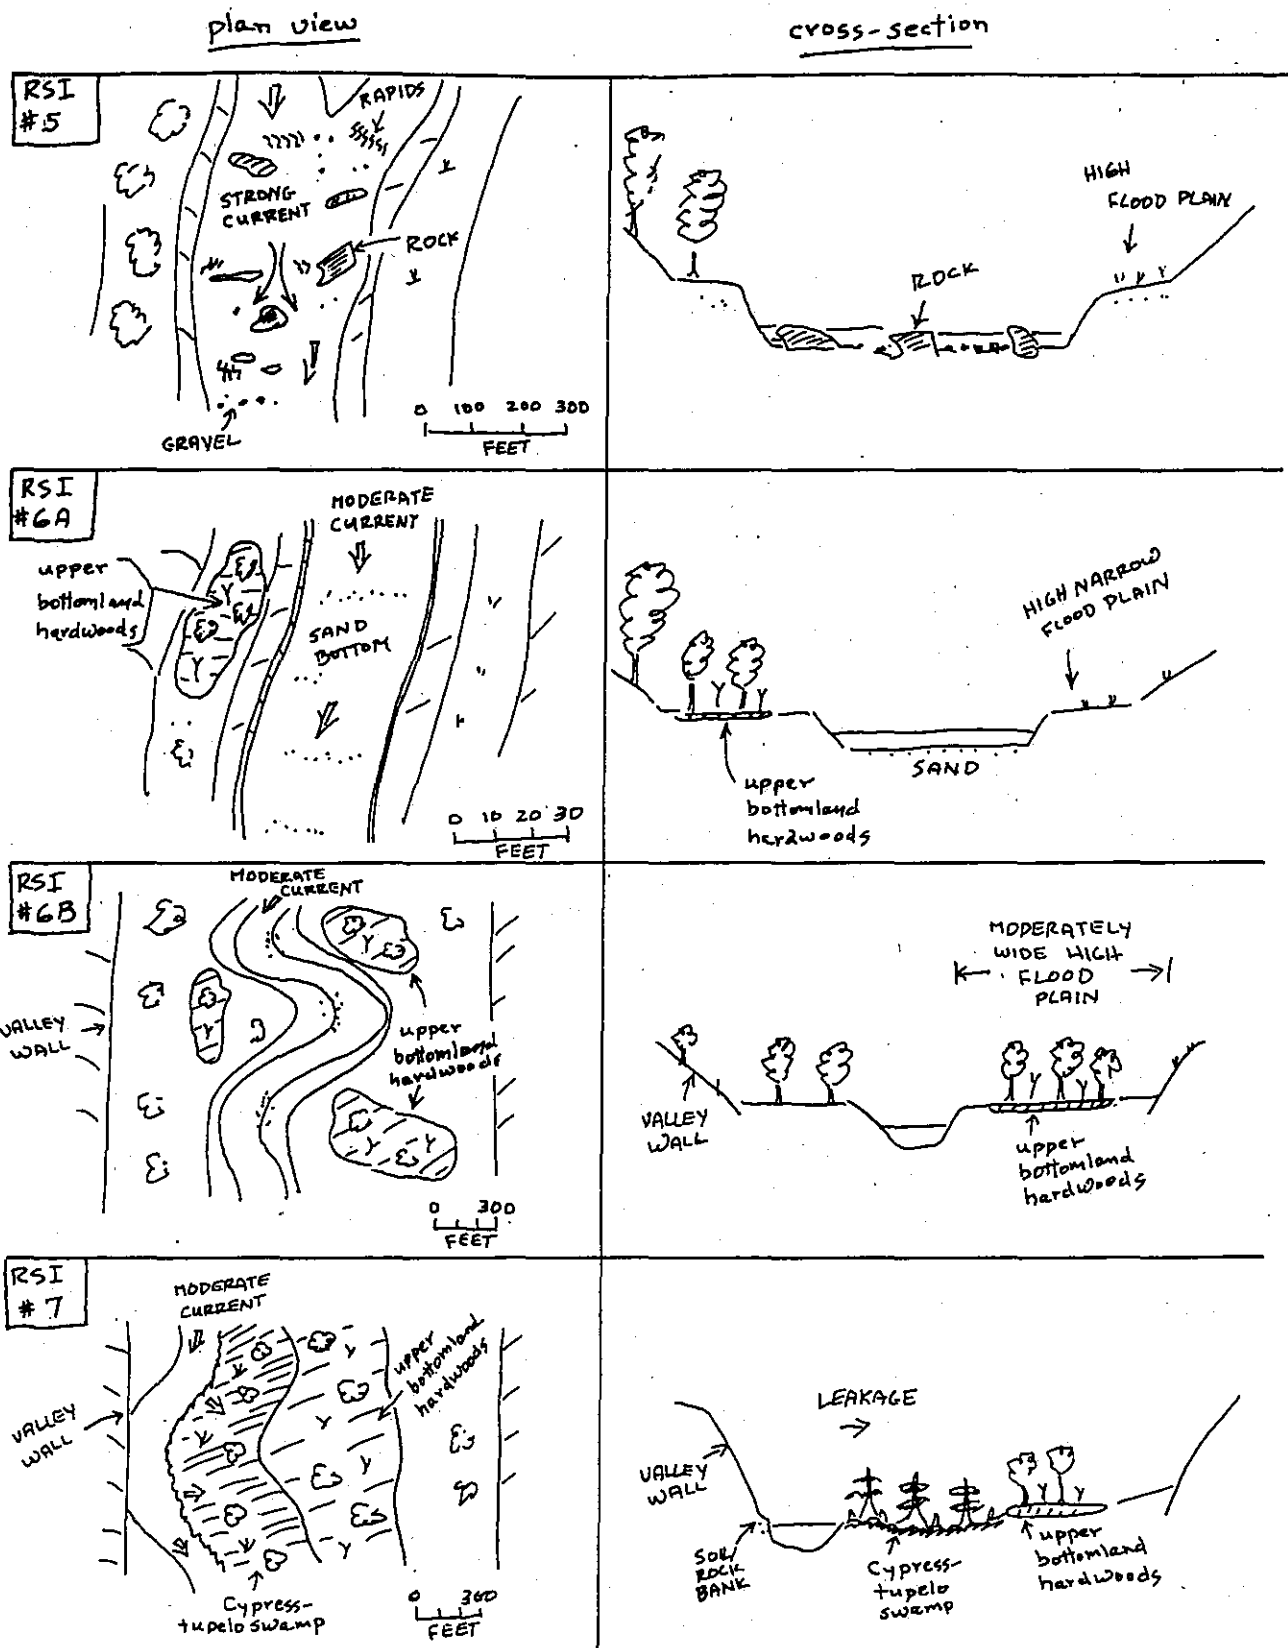 plan view
cross-section
RSI
#5
RAPIDS
STRONG
CURRENT
ROCK
GRAVEL
0 100 200 300
FEET
HIGH
FLOOD PLAIN
ROCK
RSI
#6A
MODERATE
CURRENT
upper
bottomland
hardwoods
SAND
BOTTOM
0 10 20 30
FEET
HIGH NARROW
FLOOD PLAIN
SAND
upper
bottomland
hardwoods
RSI
#6B
MODERATE
CURRENT
VALLEY
WALL
upper
bottomland
hardwoods
0 300
FEET
MODERATELY
WIDE HIGH
FLOOD
PLAIN
VALLEY
WALL
upper
bottomland
hardwoods
RSI
#7
MODERATE
CURRENT
upper
bottomland
hardwoods
VALLEY
WALL
Cypress-
tupelo swamp
0 300
FEET
LEAKAGE
VALLEY
WALL
SOIL/
ROCK
BANK
Cypress-
tupelo
swamp
upper
bottomland
hardwoods